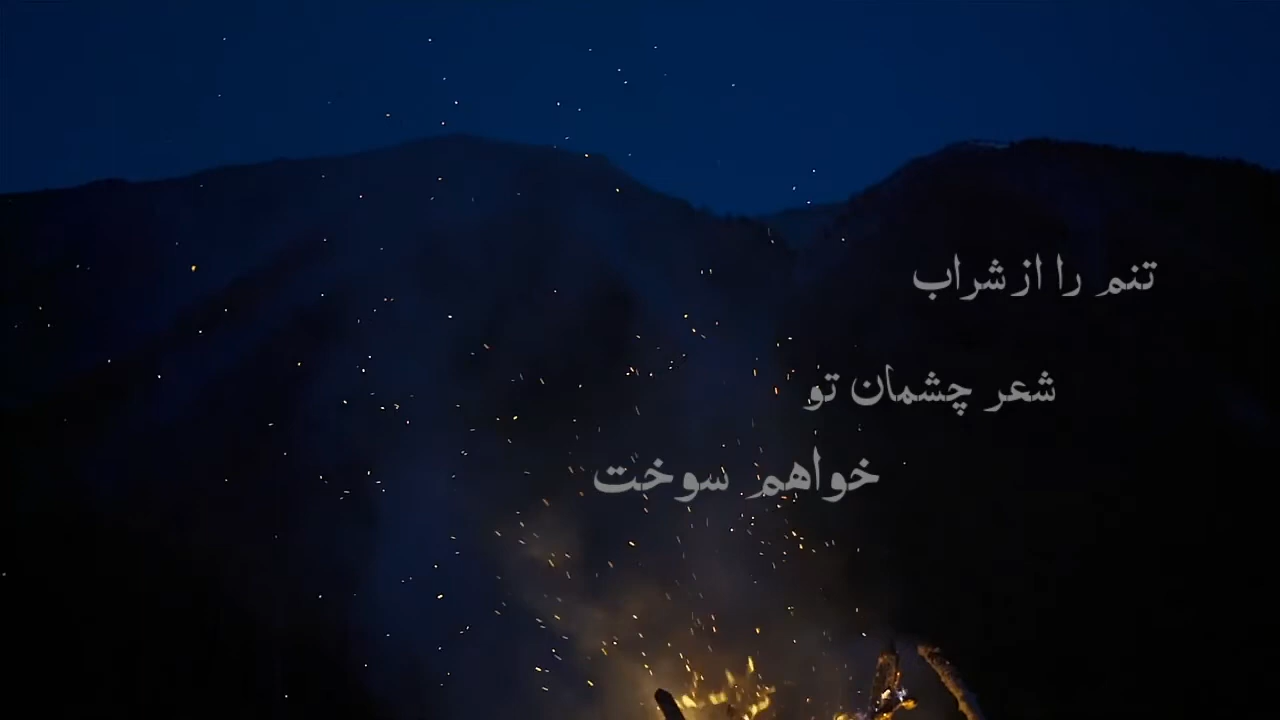 تنم را از شراب
شعر چشمان تو
خواهم سوخت